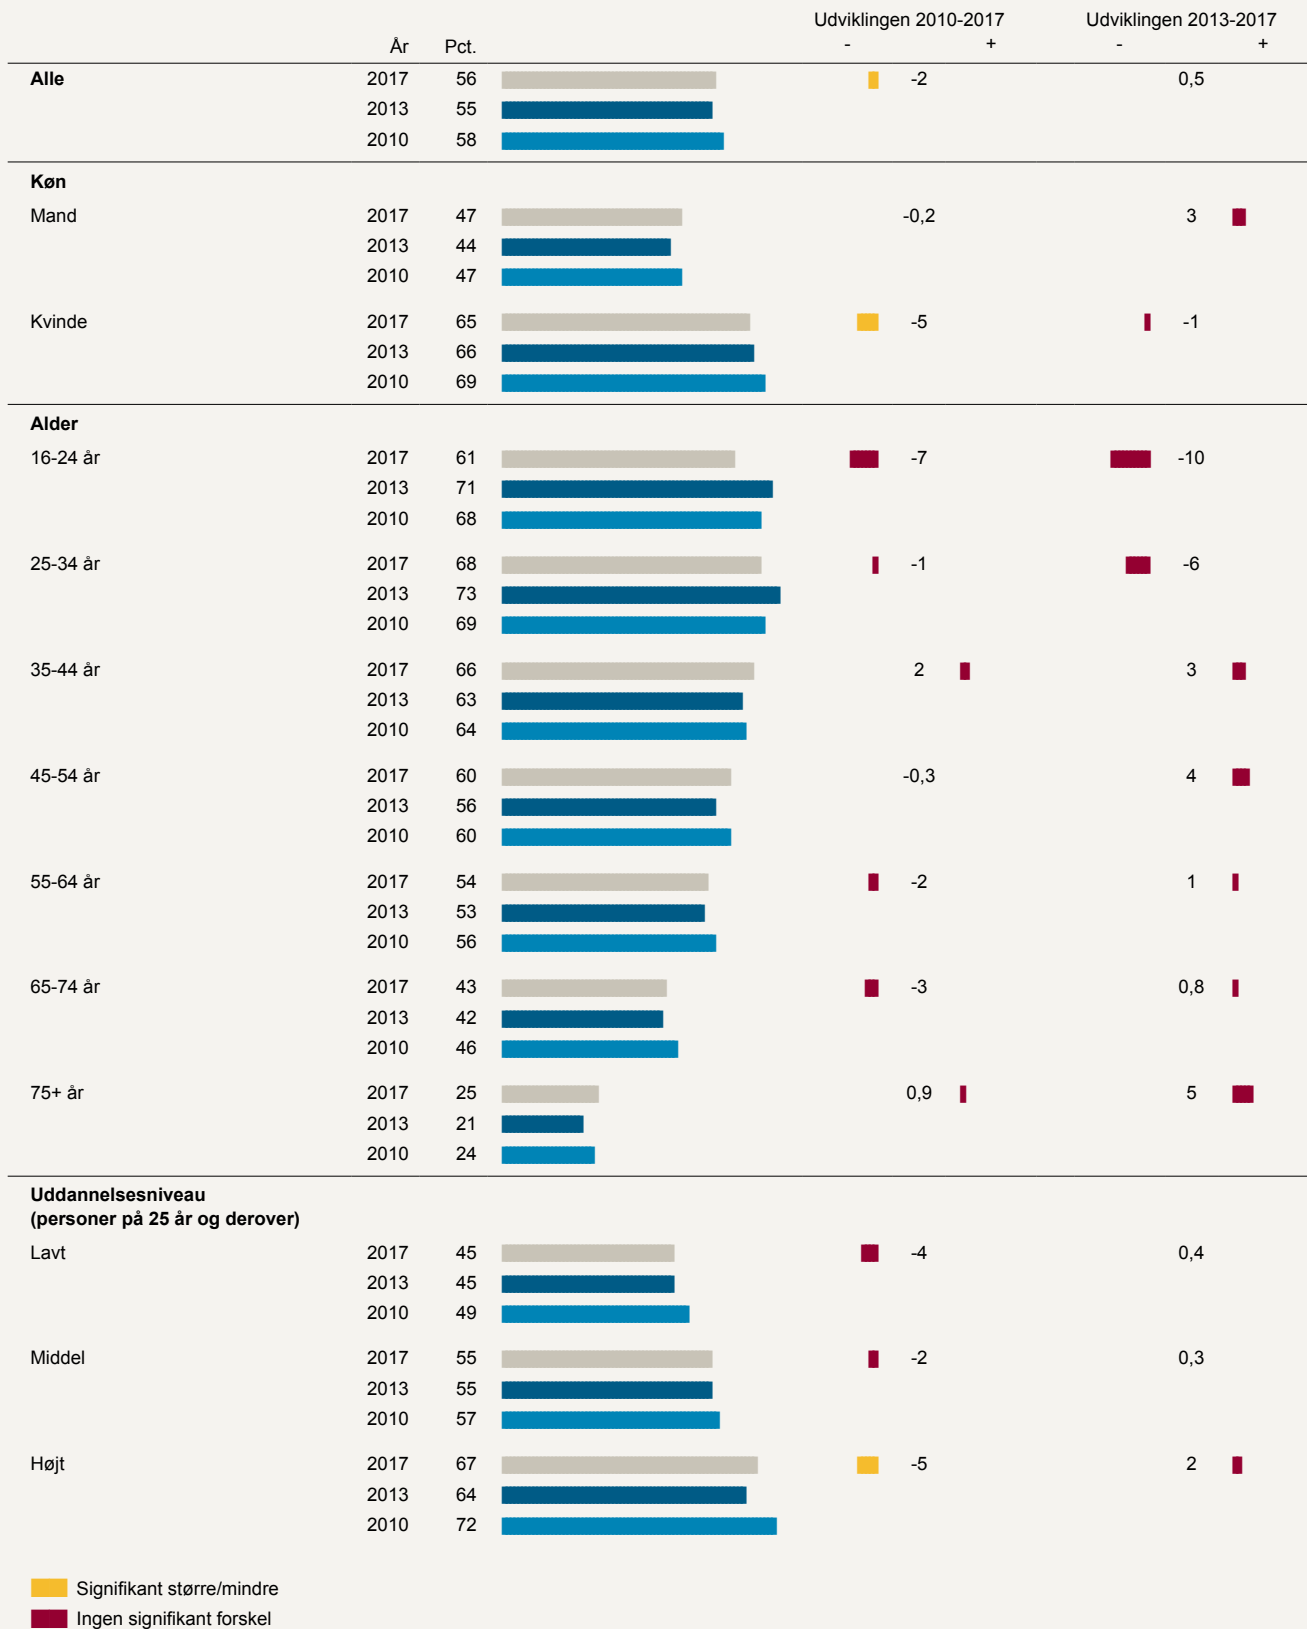 Udviklingen 2010-2017 Udviklingen 2013-2017
År Pct. - + - +
Alle 2017 56 -2 0,5
2013 55
2010 58
Køn
Mand 2017 47 -0,2 3
2013 44
2010 47
Kvinde 2017 65 -5 -1
2013 66
2010 69
Alder
16-24 år 2017 61 -7 -10
2013 71
2010 68
25-34 år 2017 68 -1 -6
2013 73
2010 69
35-44 år 2017 66 2 3
2013 63
2010 64
45-54 år 2017 60 -0,3 4
2013 56
2010 60
55-64 år 2017 54 -2 1
2013 53
2010 56
65-74 år 2017 43 -3 0,8
2013 42
2010 46
75+ år 2017 25 0,9 5
2013 21
2010 24
Uddannelsesniveau
(personer på 25 år og derover)
Lavt 2017 45 -4 0,4
2013 45
2010 49
Middel 2017 55 -2 0,3
2013 55
2010 57
Højt 2017 67 -5 2
2013 64
2010 72
Signifikant større/mindre
Ingen signifikant forskel